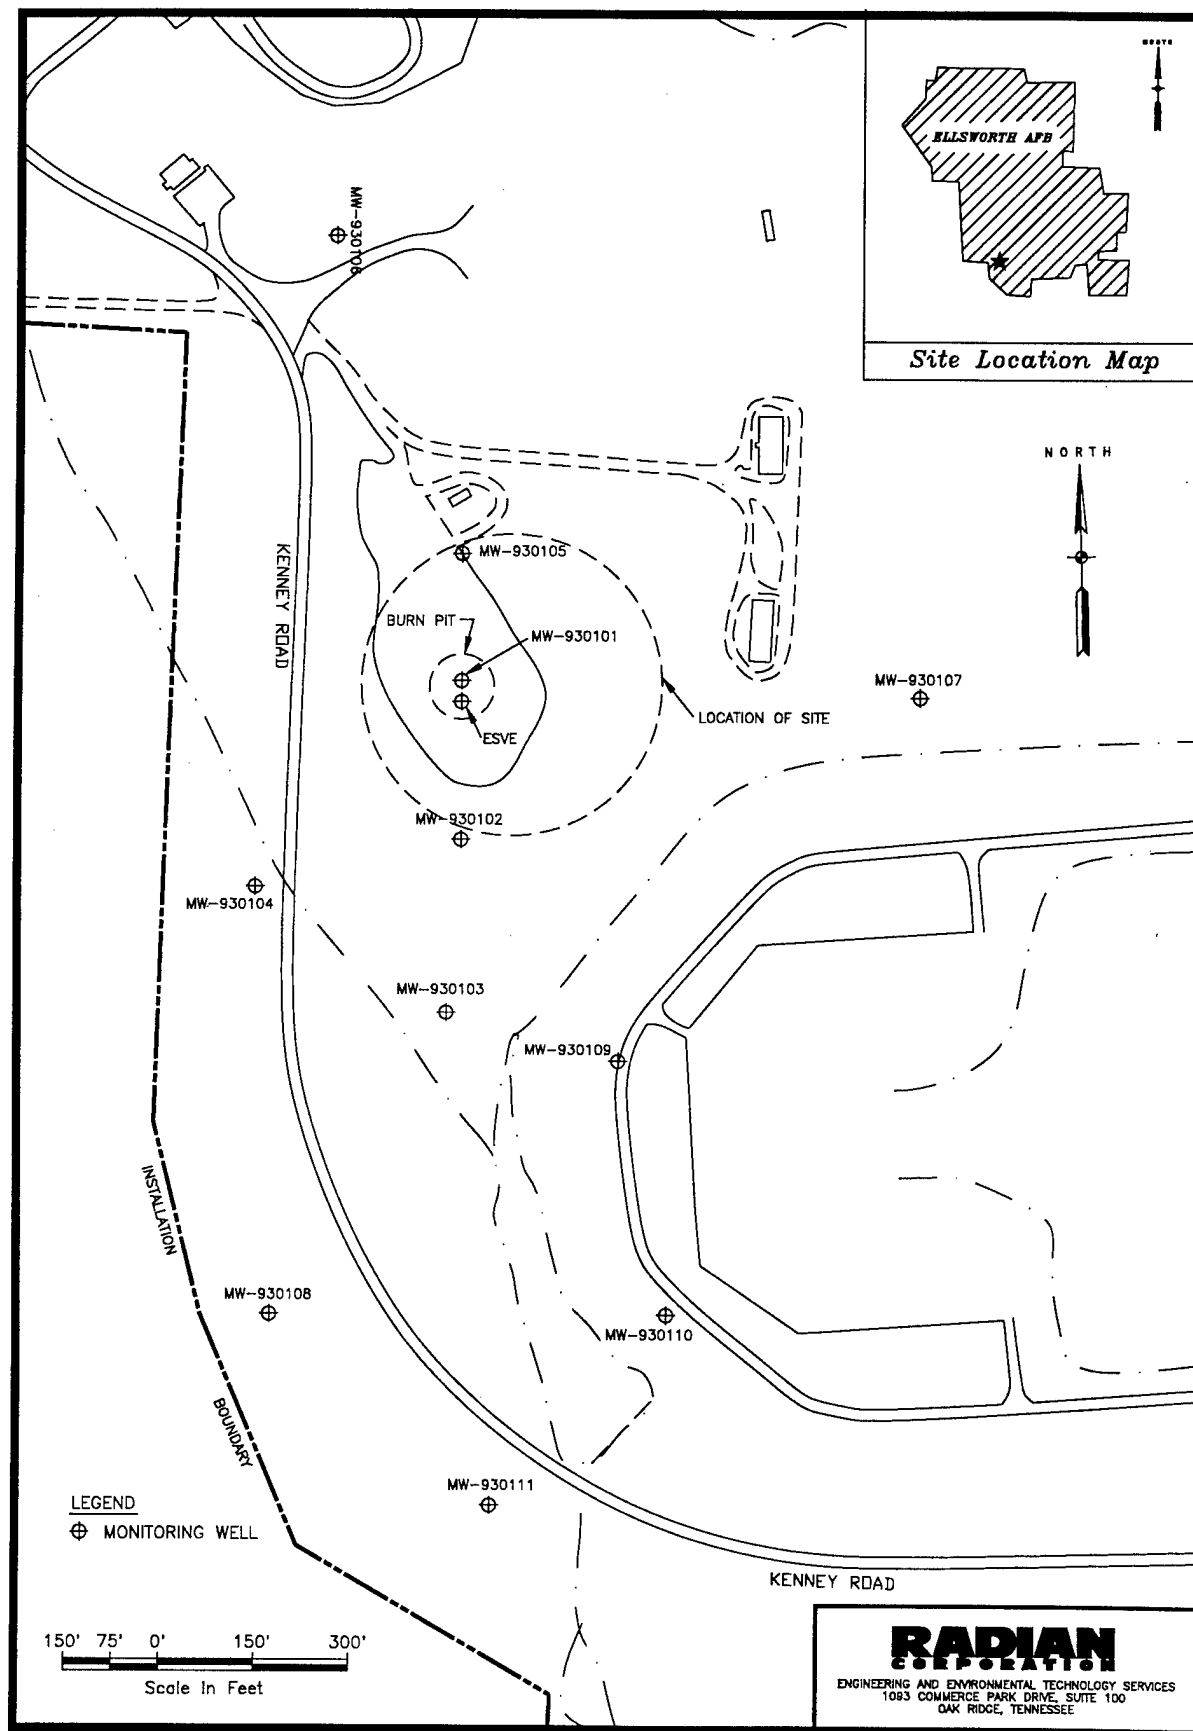 NORTH
ELLSWORTH AFB
Site Location Map
MW-930106
NORTH
KENNEY ROAD
MW-930105
BURN PIT
MW-930101
MW-930107
LOCATION OF SITE
ESVE
MW-930102
MW-930104
MW-930103
MW-930109
INSTALLATION
MW-930108
MW-930110
BOUNDARY
MW-930111
LEGEND
MONITORING WELL
KENNEY ROAD
150' 75' 0' 150' 300'
Scale In Feet
RADIAN
CORPORATION
ENGINEERING AND ENVIRONMENTAL TECHNOLOGY SERVICES
1093 COMMERCE PARK DRIVE, SUITE 100
OAK RIDGE, TENNESSEE